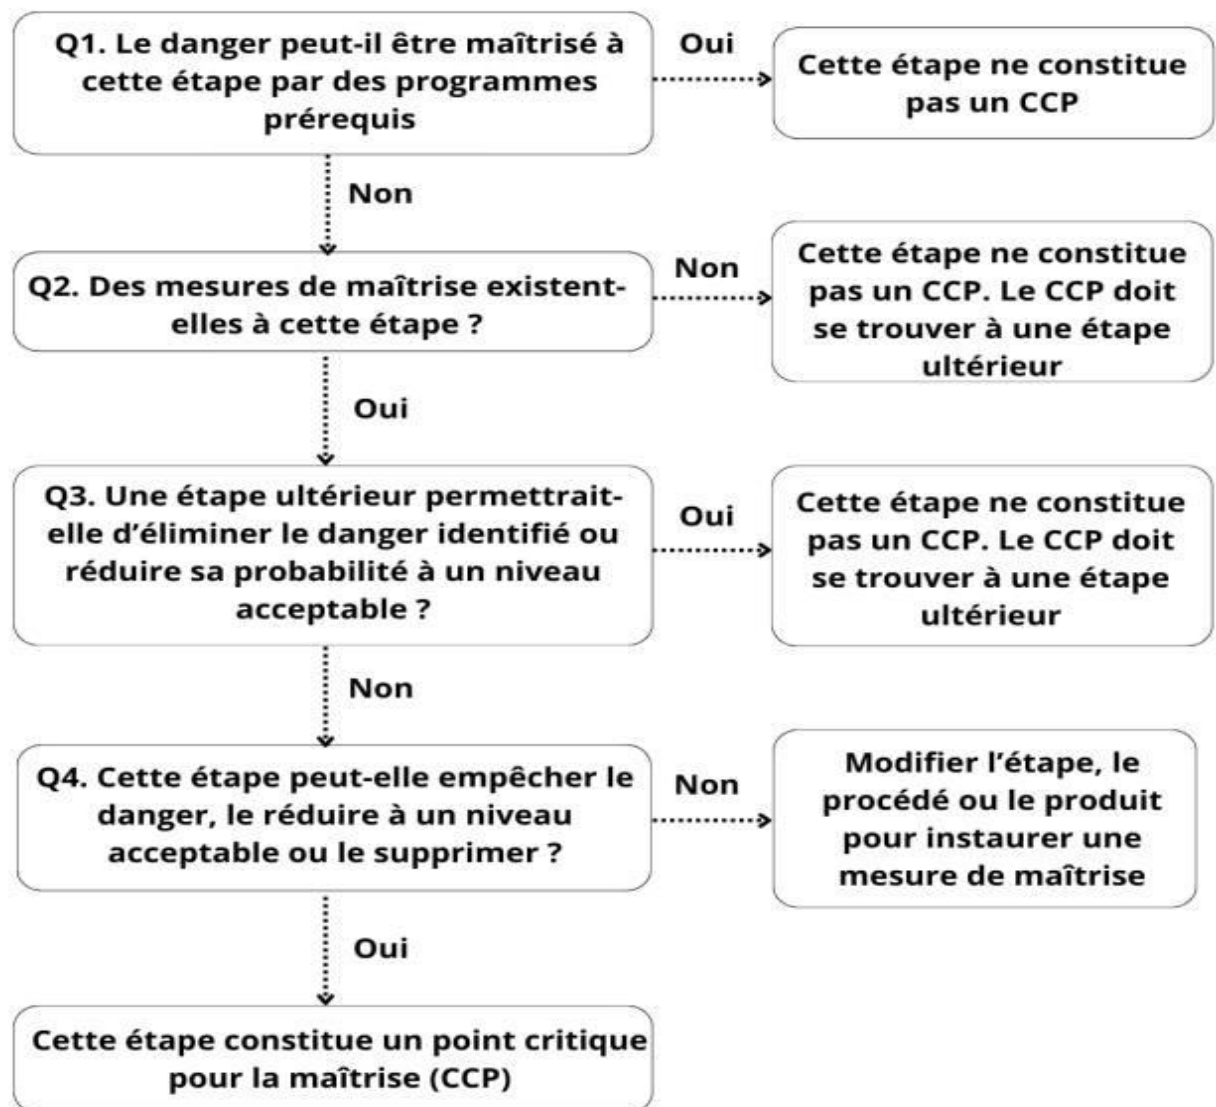 Q1. Le danger peut-il être maîtrisé à
cette étape par des programmes
prérequis
Oui
Cette étape ne constitue
pas un CCP
Non
Q2. Des mesures de maîtrise existent-
elles à cette étape ?
Non
Cette étape ne constitue
pas un CCP. Le CCP doit
se trouver à une étape
ultérieur
Oui
Q3. Une étape ultérieur permettrait-
elle d'éliminer le danger identifié ou
réduire sa probabilité à un niveau
acceptable ?
Oui
Cette étape ne constitue
pas un CCP. Le CCP doit
se trouver à une étape
ultérieur
Non
Q4. Cette étape peut-elle empêcher le
danger, le réduire à un niveau
acceptable ou le supprimer ?
Non
Modifier l'étape, le
procédé ou le produit
pour instaurer une
mesure de maîtrise
Oui
Cette étape constitue un point critique
pour la maîtrise (CCP)